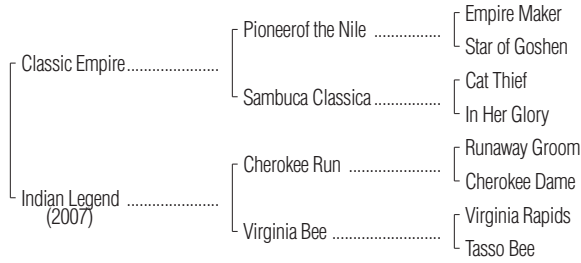 Empire Maker
Pioneerof the Nile ..................
Star of Goshen
Classic Empire.........................
Cat Thief
Sambuca Classica ..................
In Her Glory
Runaway Groom
Cherokee Run .........................
Cherokee Dame
Indian Legend .........................
(2007)
Virginia Rapids
Virginia Bee .............................
Tasso Bee